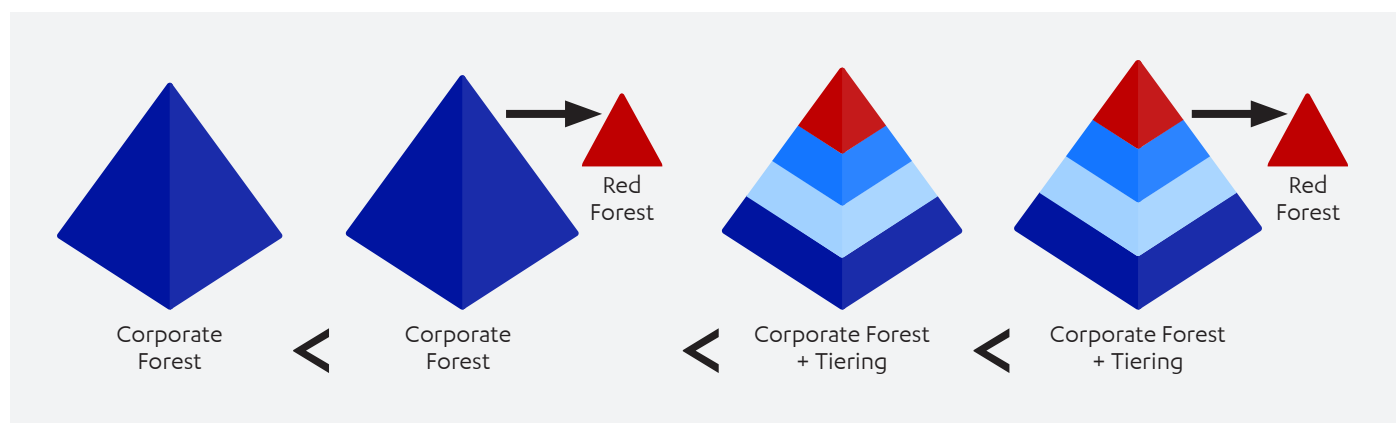 Red
Forest
Red
Forest
Corporate
Forest
<
Corporate
Forest
<
Corporate Forest
+ Tiering
<
Corporate Forest
+ Tiering